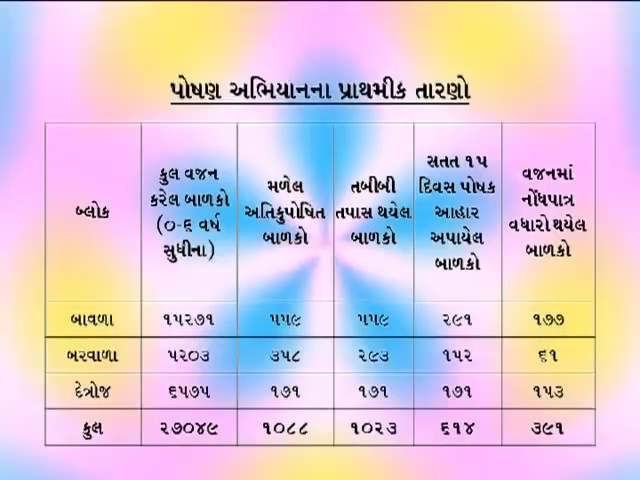 પોષણ અભિયાનના પ્રાથમીક તારણો
બ્લોક
કુલ વજન
કરેલ બાળકો
(૦-૬ વર્ષ
સુધીના)
મળેલ
અતિકુપોષિત
બાળકો
તબીબી
તપાસ થયેલ
બાળકો
સતત ૧૫
દિવસ પોષક
આહાર
અપાયેલ
બાળકો
વજનમાં
નોંધપાત્ર
વધારો થયેલ
બાળકો
બાવળા ૧૫૨૭૧ ૫૫૯ ૫૫૯ ૨૯૧ ૧૭૭
બરવાળા ૫૨૦૩ ૩૫૮ ૨૯૩ ૧૫૨ ૬૧
દેત્રોજ ૬૫૭૫ ૧૭૧ ૧૭૧ ૧૭૧ ૧૫૩
કુલ ૨૭૦૪૯ ૧૦૮૮ ૧૦૨૩ ૬૧૪ ૩૯૧